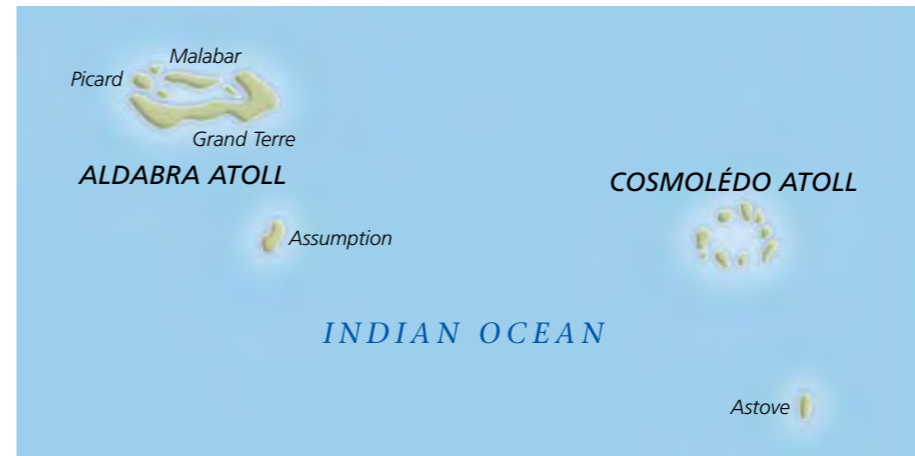 Malabar
Picard
Grand Terre
ALDABRA ATOLL
COSMOLÉDO ATOLL
Assumption
INDIAN OCEAN
Astove